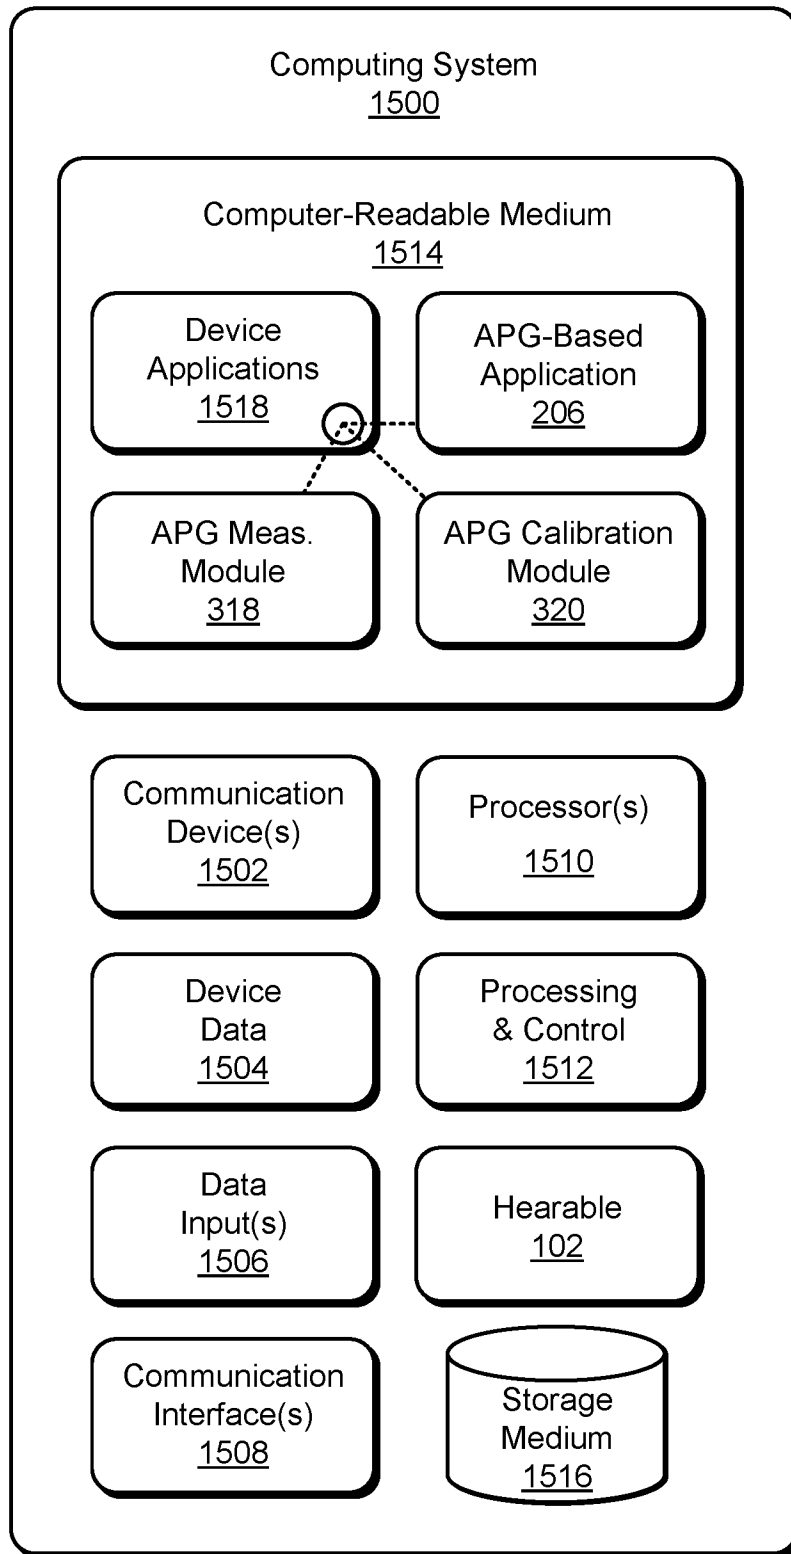 Computing System
1500
Computer-Readable Medium
1514
Device
Applications
1518
APG-Based
Application
206
APG Meas.
Module
318
APG Calibration
Module
320
Communication
Device(s)
1502
Processor(s)
1510
Device
Data
1504
Processing
& Control
1512
Data
Input(s)
1506
Hearable
102
Communication
Interface(s)
1508
Storage
Medium
1516